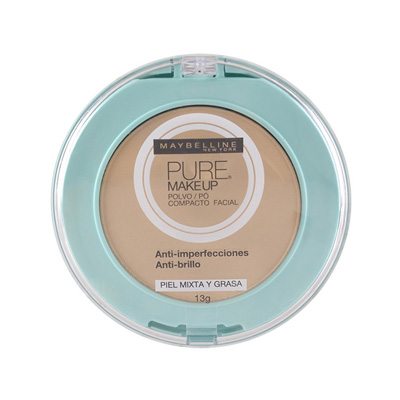 MAYBELLINE
NEW YORK
PURE
MAKEUP
POLVO / PÓ
COMPACTO FACIAL
Anti-imperfecciones
Anti-brillo
PIEL MIXTA Y GRASA
13g